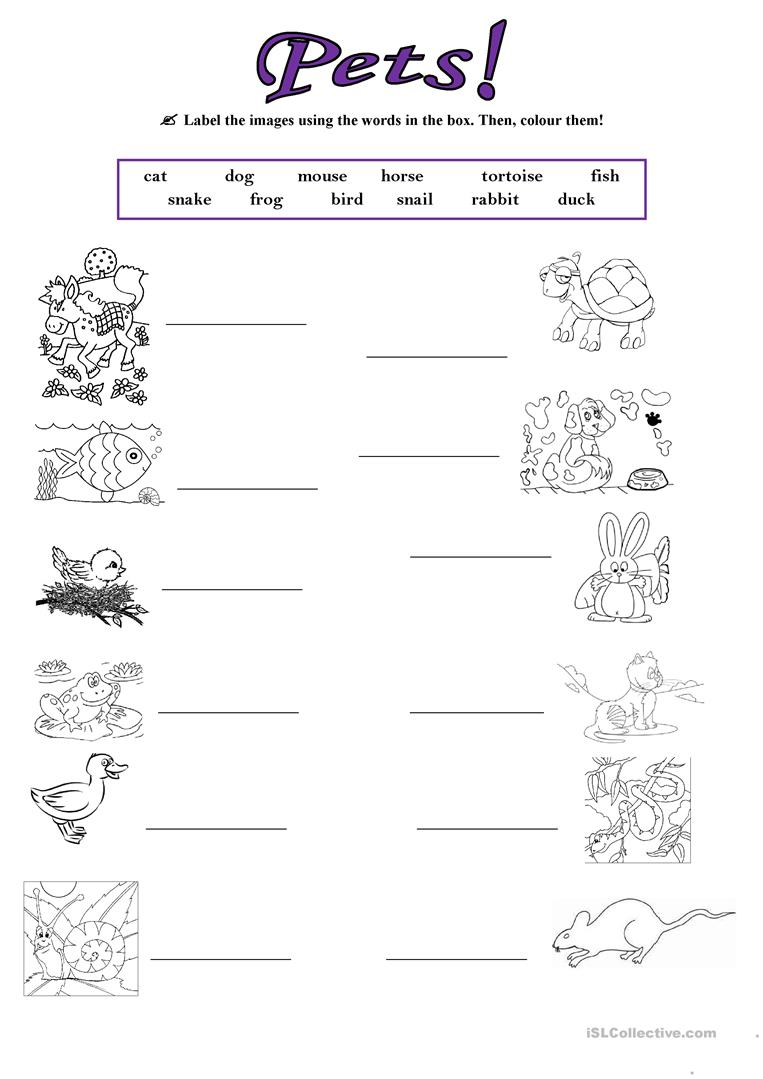 Pets!
Label the images using the words in the box. Then, colour them!
cat dog mouse horse tortoise fish
snake frog bird snail rabbit duck
iSLCollective.com